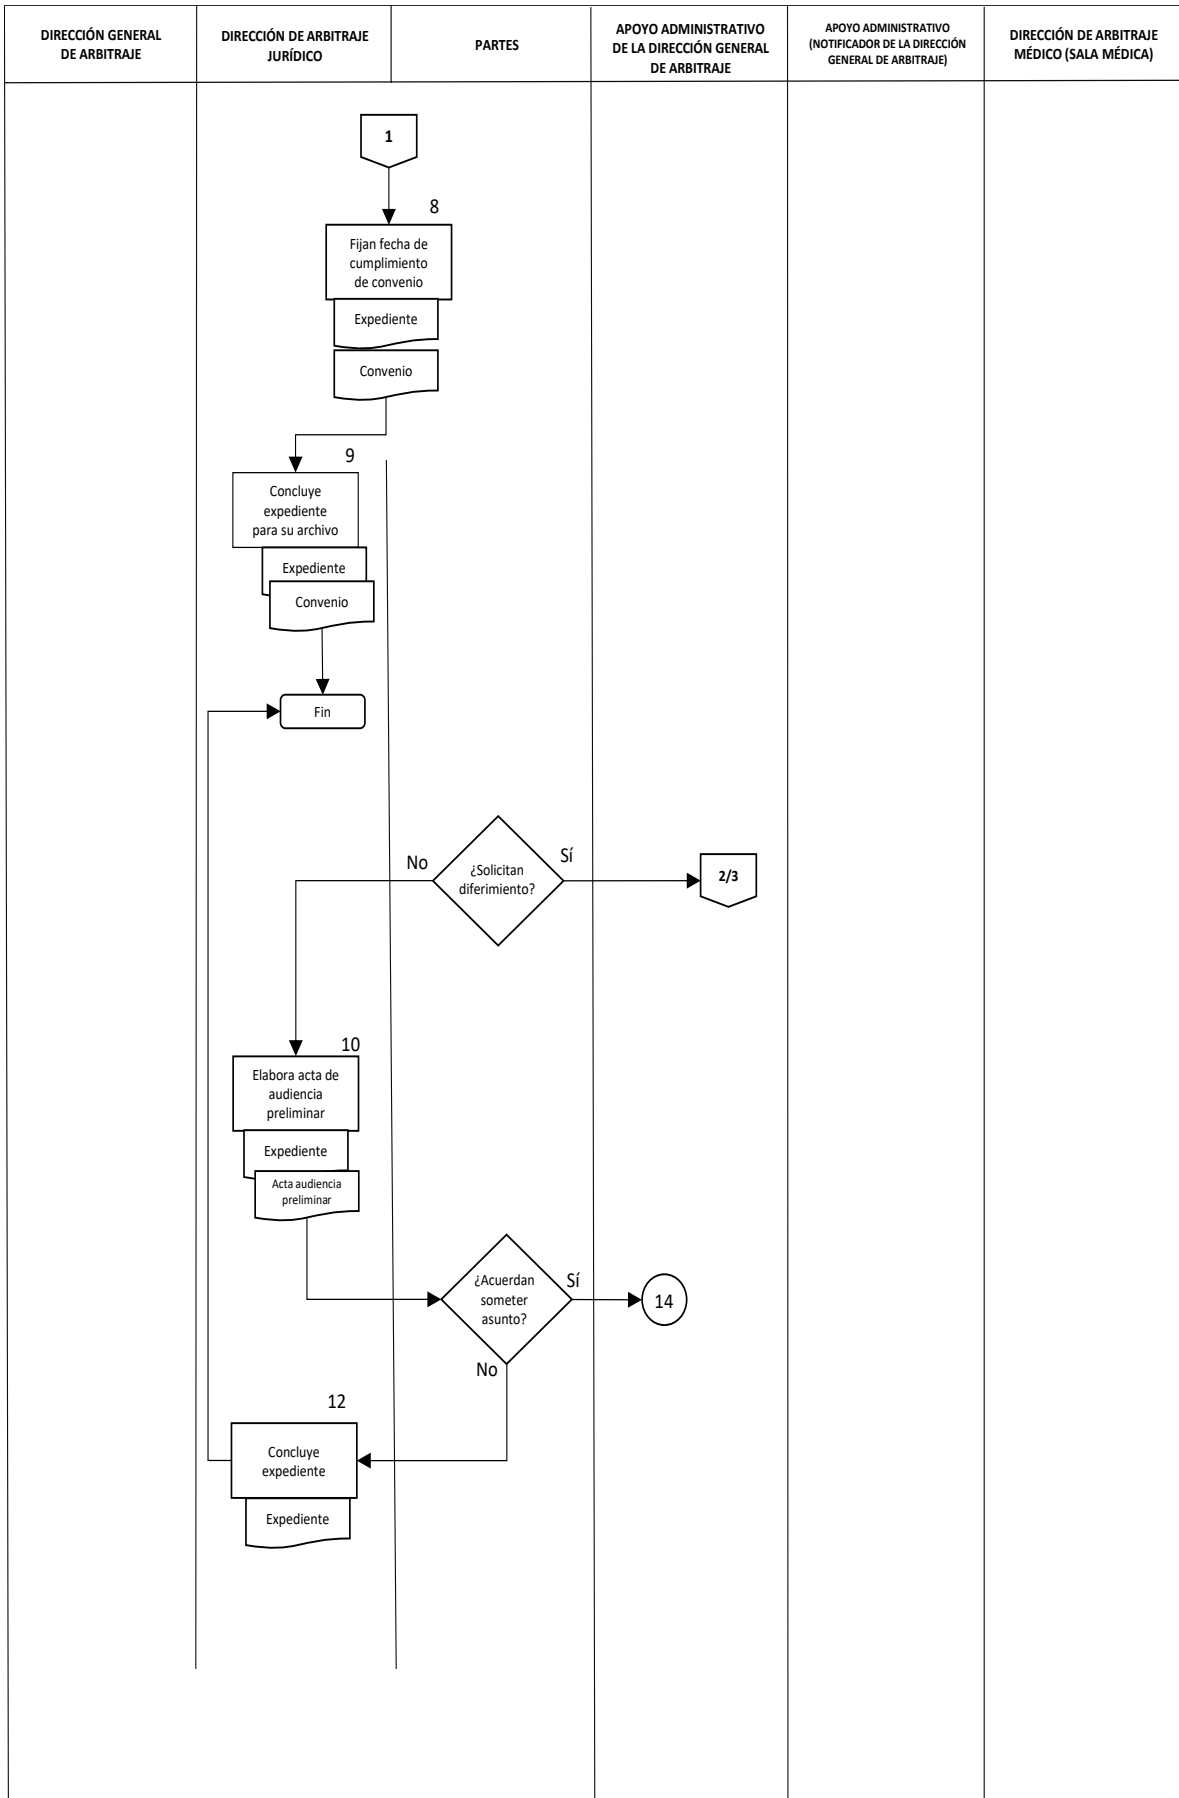 DIRECCIÓN GENERAL
DE ARBITRAJE
DIRECCIÓN DE ARBITRAJE
JURÍDICO
PARTES
APOYO ADMINISTRATIVO
DE LA DIRECCIÓN GENERAL
DE ARBITRAJE
APOYO ADMINISTRATIVO
(NOTIFICADOR DE LA DIRECCIÓN
GENERAL DE ARBITRAJE)
DIRECCIÓN DE ARBITRAJE
MÉDICO (SALA MÉDICA)
1
8
Fijan fecha de
cumplimiento
de convenio
Expediente
Convenio
9
Concluye
expediente
para su archivo
Expediente
Convenio
Fin
No
¿Solicitan
diferimiento?
Sí
2/3
10
Elabora acta de
audiencia
preliminar
Expediente
Acta audiencia
preliminar
¿Acuerdan
someter
asunto?
Sí
14
No
12
Concluye
expediente
Expediente